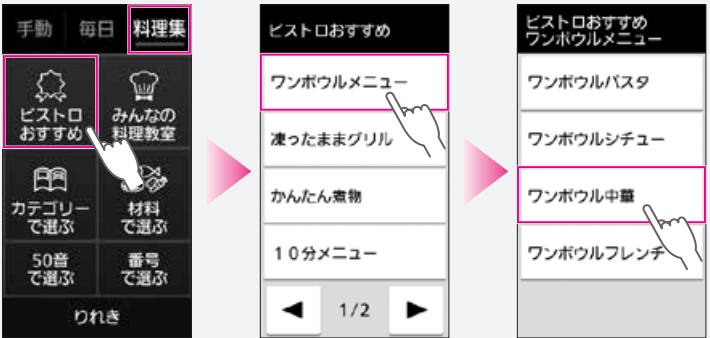 手動 毎日 料理集
ビストロ
おすすめ
みんなの
料理教室
カテゴリー
で選ぶ
材料
で選ぶ
50音
で選ぶ
番号
で選ぶ
りれき
ビストロおすすめ
ワンボウルメニュー
凍ったままグリル
かんたん煮物
10分メニュー
1/2
ビストロおすすめ
ワンボウルメニュー
ワンボウルパスタ
ワンボウルシチュー
ワンボウル中華
ワンボウルフレンチ